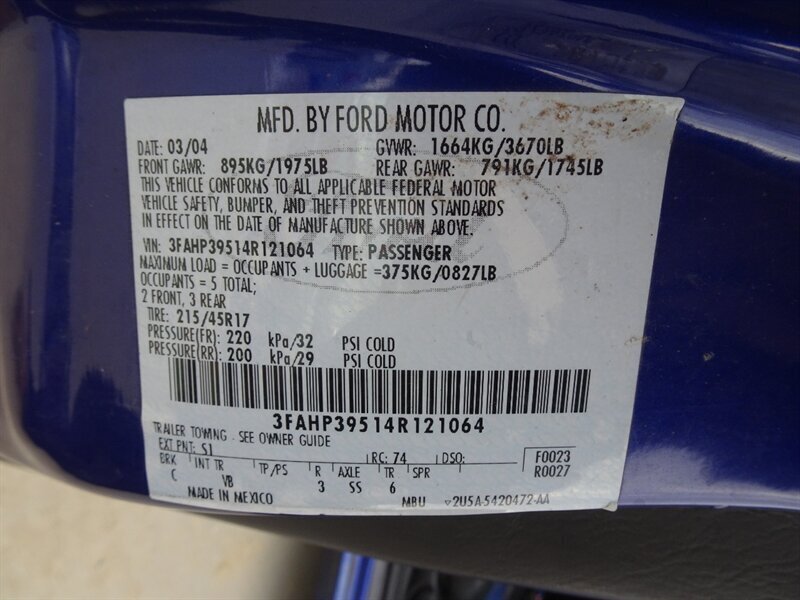 MFD. BY FORD MOTOR CO.
DATE: 03/04 GVWR: 1664KG/3670LB
FRONT GAWR: 895KG/1975LB REAR GAWR: 791KG/1745LB
THIS VEHICLE CONFORMS TO ALL APPLICABLE FEDERAL MOTOR
VEHICLE SAFETY, BUMPER, AND THEFT PREVENTION STANDARDS
IN EFFECT ON THE DATE OF MANUFACTURE SHOWN ABOVE.
VIN: 3FAHP39514R121064 TYPE: PASSENGER
MAXIMUM LOAD = OCCUPANTS + LUGGAGE =375KG/0827LB
OCCUPANTS = 5 TOTAL;
2 FRONT, 3 REAR
TIRE: 215/45R17
PRESSURE(FR) 220 kPa/32 PSI COLD
PRESSURE(RR) 200 kPa/29 PSI COLD
3FAHP39514R121064
TRAILER TOWING - SEE OWNER GUIDE
EXT PNT: S1 RC: 74 DSO: F0023
BRK INT TR TP/PS R AXLE TR SPR R0027
C VB 3 SS 6
MADE IN MEXICO MBU 2U5A-5420472-AA